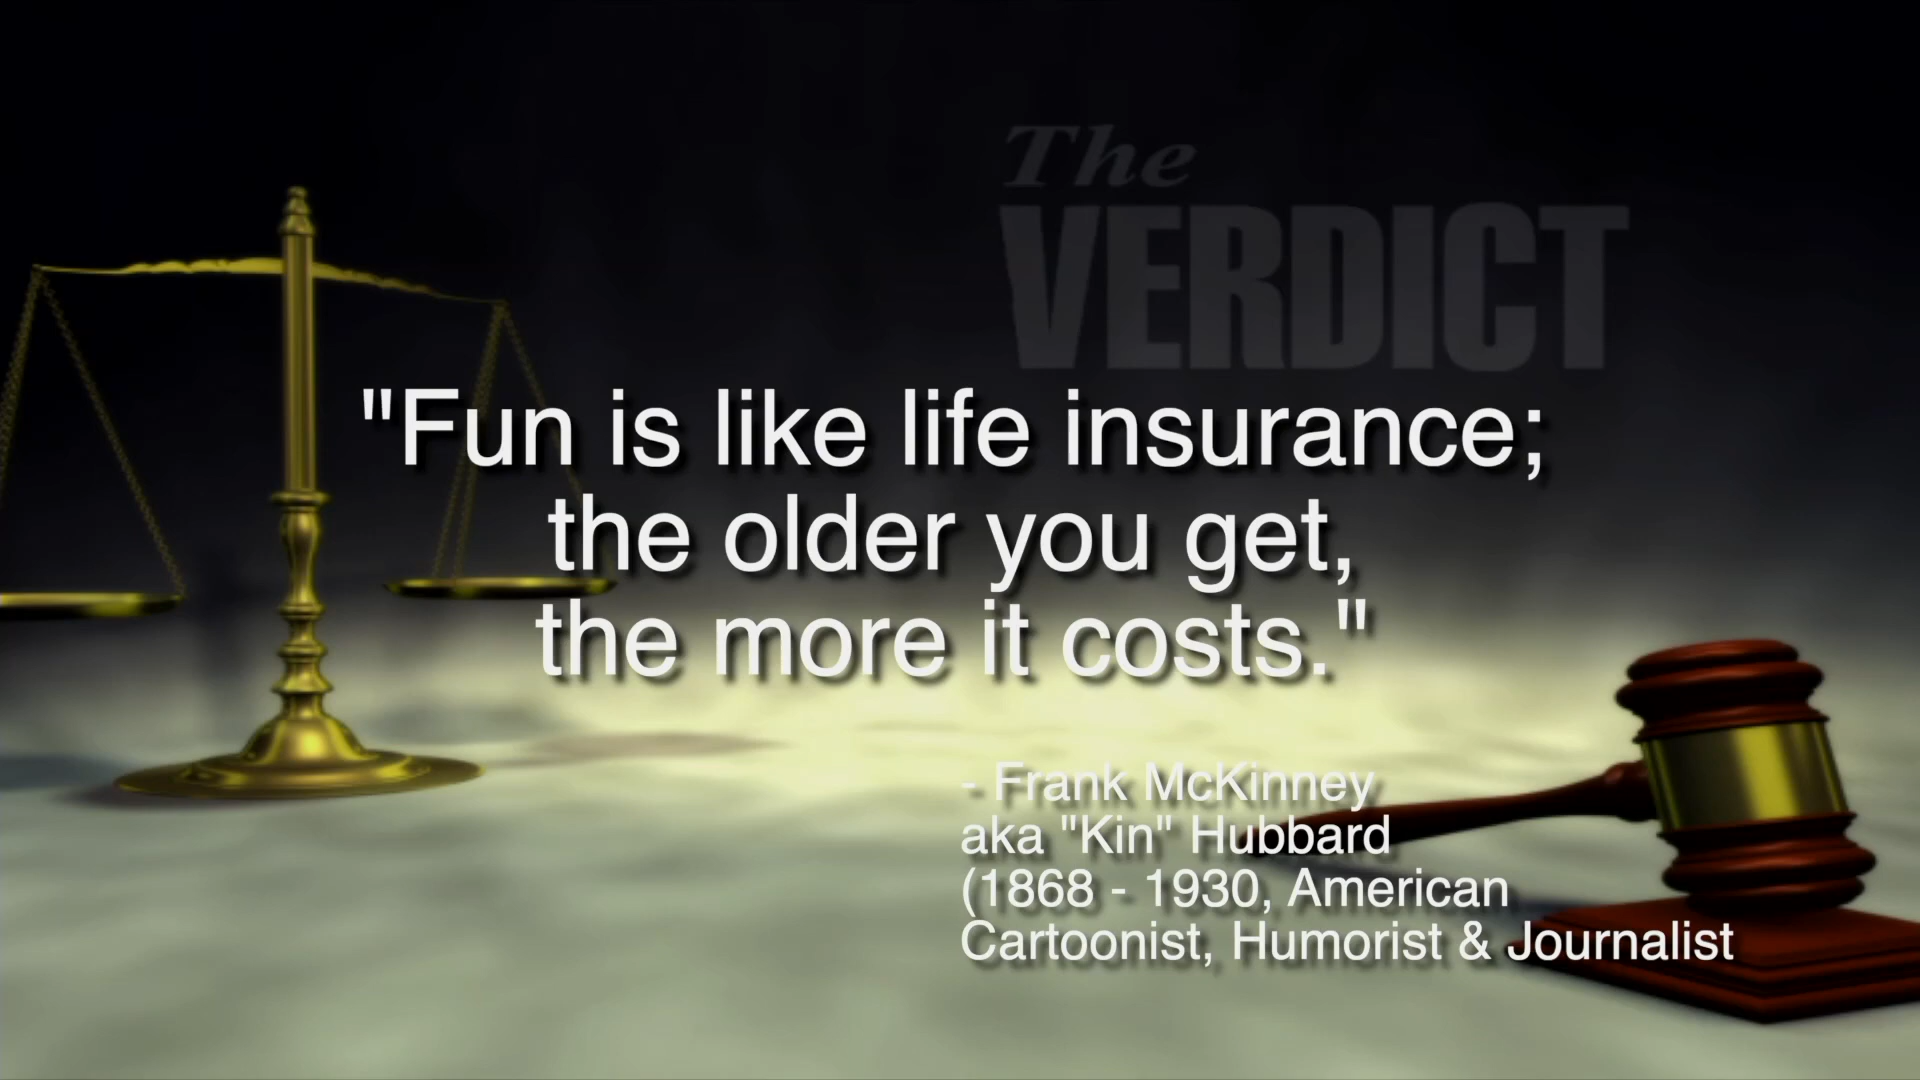 The
VERDICT
"Fun is like life insurance;
the older you get,
the more it costs."
- Frank McKinney
aka "Kin" Hubbard
(1868 - 1930, American
Cartoonist, Humorist & Journalist